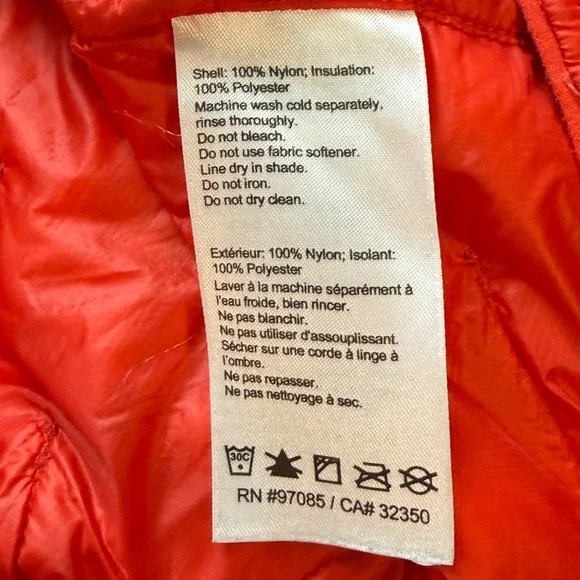 Shell: 100% Nylon; Insulation:
100% Polyester
Machine wash cold separately,
rinse thoroughly.
Do not bleach.
Do not use fabric softener.
Line dry in shade.
Do not iron.
Do not dry clean.
Extérieur: 100% Nylon; Isolant:
100% Polyester
Laver à la machine séparément à
l'eau froide, bien rincer.
Ne pas blanchir.
Ne pas utiliser d'assouplissant.
Sécher sur une corde à linge à
l'ombre.
Ne pas repasser.
Ne pas nettoyage à sec.
30C
RN #97085 / CA# 32350